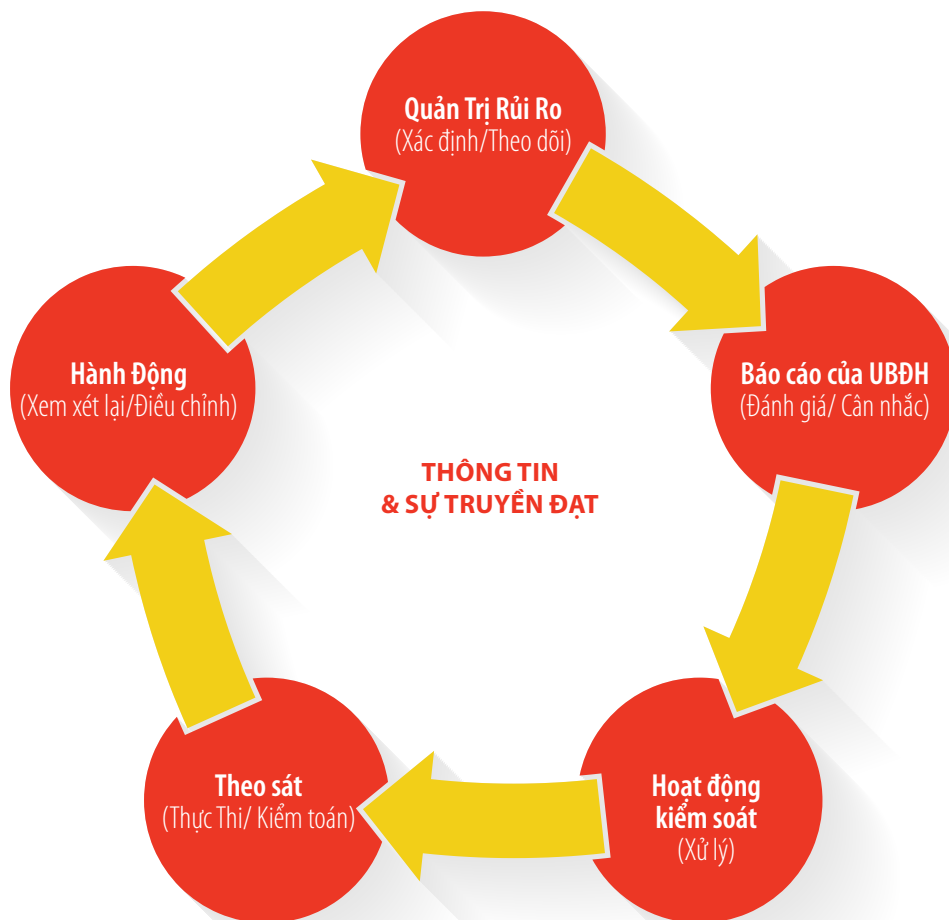 Quản Trị Rủi Ro
(Xác định/Theo dõi)
Báo cáo của UBĐH
(Đánh giá/ Cân nhắc)
Hoạt động
kiểm soát
(Xử lý)
Theo sát
(Thực Thi/ Kiểm toán)
Hành Động
(Xem xét lại/Điều chỉnh)
THÔNG TIN
& SỰ TRUYỀN ĐẠT